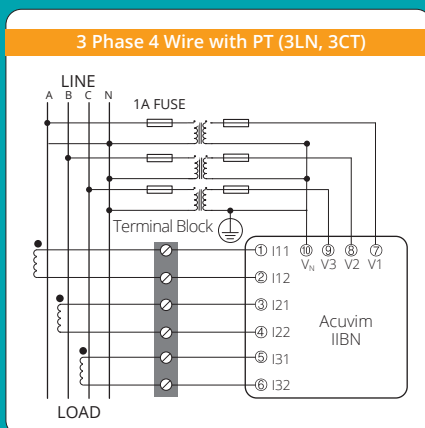 3 Phase 4 Wire with PT (3LN, 3CT)
LINE
A B C N
1A FUSE
Terminal Block
① I11
② I12
③ I21
④ I22
⑤ I31
⑥ I32
⑩ ⑨ ⑧ ⑦
VN V3 V2 V1
Acuvim
IIBN
LOAD